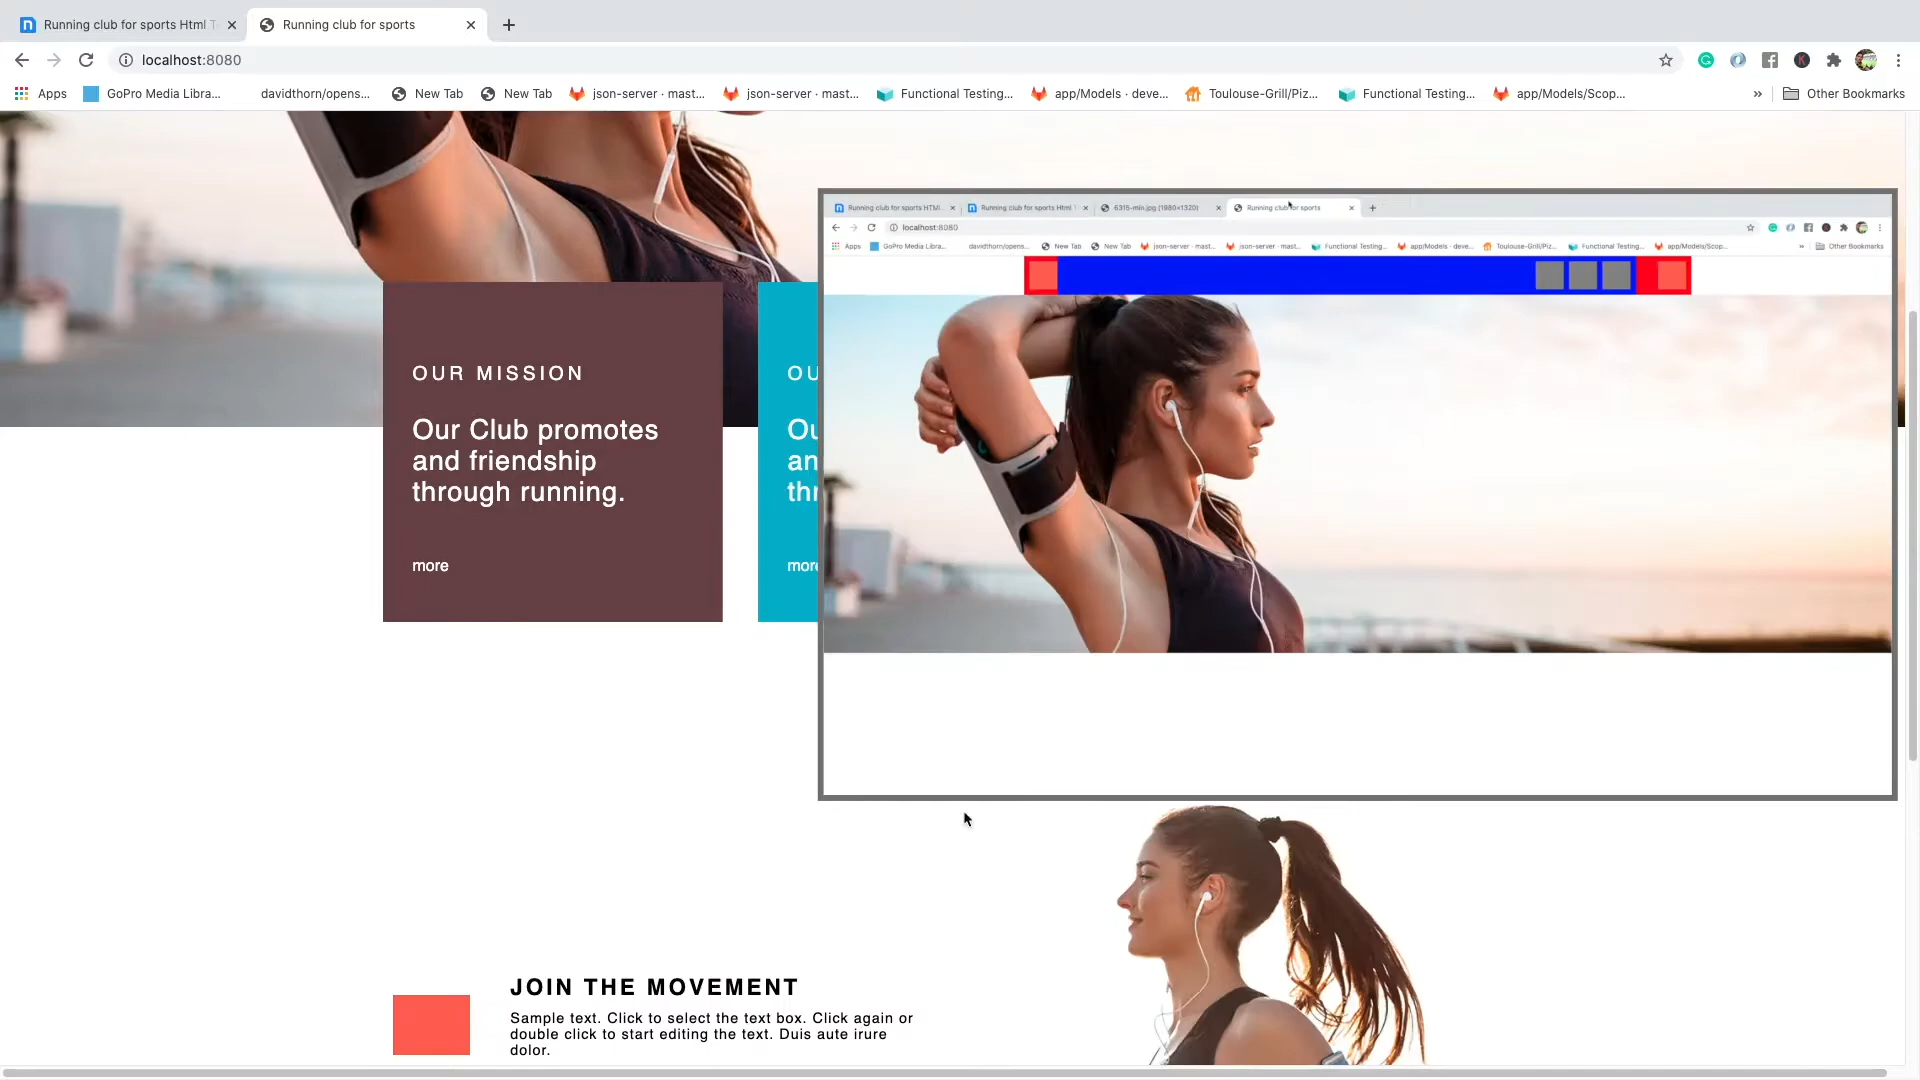 Running club for sports Html T
Running club for sports
localhost:8080
Apps
GoPro Media Libra...
davidthorn/opens...
New Tab
New Tab
json-server · mast...
json-server · mast...
Functional Testing...
app/Models · deve...
Toulouse-Grill/Piz...
Functional Testing...
app/Models/Scop...
»
Other Bookmarks
OUR MISSION
Our Club promotes
and friendship
through running.
more
OU
Ou
an
thr
more
Running club for sports HTML
Running club for sports Html
6315-min.jpg (1980×1320)
Running club for sports
localhost:8080
Apps
GoPro Media Libra...
davidthorn/opens...
New Tab
New Tab
json-server · mast...
json-server · mast...
Functional Testing...
app/Models · deve...
Toulouse-Grill/Piz...
Functional Testing...
app/Models/Scop...
»
Other Bookmarks
JOIN THE MOVEMENT
Sample text. Click to select the text box. Click again or
double click to start editing the text. Duis aute irure
dolor.